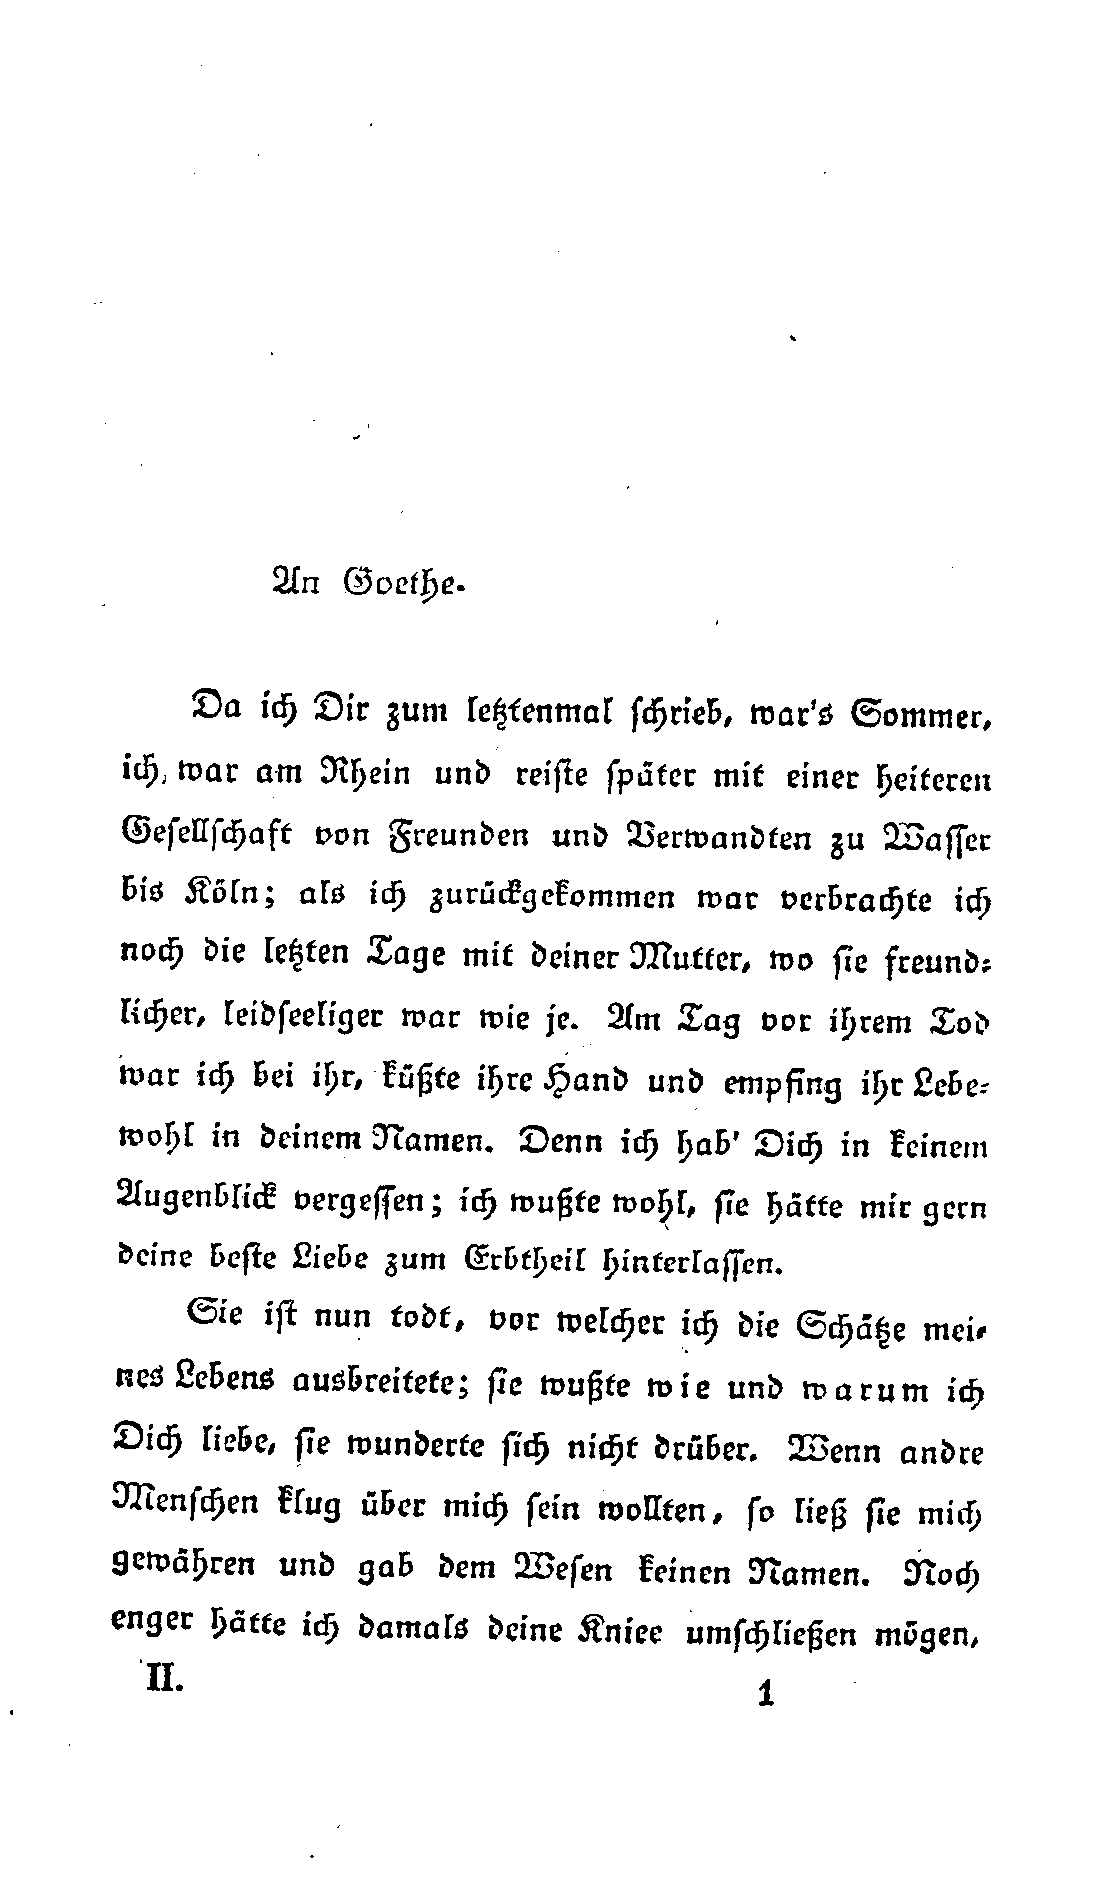 An Goethe.
Da ich Dir zum letztenmal schrieb, war's Sommer,
ich, war am Rhein und reiste später mit einer heiteren
Gesellschaft von Freunden und Verwandten zu Wasser
bis Köln; als ich zurückgekommen war verbrachte ich
noch die letzten Tage mit deiner Mutter, wo sie freund-
licher, leidseeliger war wie je. Am Tag vor ihrem Tod
war ich bei ihr, küßte ihre Hand und empfing ihr Lebe-
wohl in deinem Namen. Denn ich hab' Dich in keinem
Augenblick vergessen; ich wußte wohl, sie hätte mir gern
deine beste Liebe zum Erbtheil hinterlassen.
Sie ist nun todt, vor welcher ich die Schätze mei-
nes Lebens ausbreitete; sie wußte wie und warum ich
Dich liebe, sie wunderte sich nicht drüber. Wenn andre
Menschen klug über mich sein wollten, so ließ sie mich
gewähren und gab dem Wesen keinen Namen. Noch
enger hätte ich damals deine Kniee umschließen mögen,
II. 1